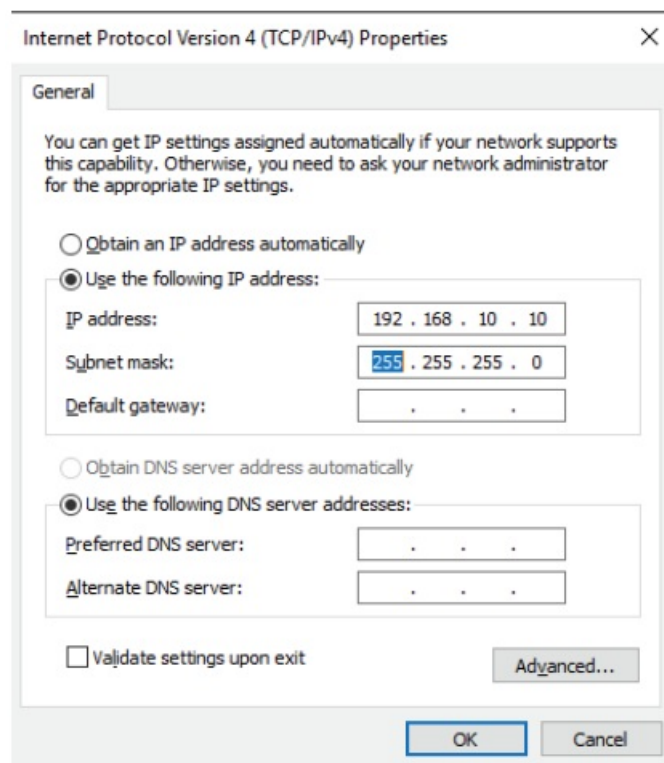 Internet Protocol Version 4 (TCP/IPv4) Properties
General
You can get IP settings assigned automatically if your network supports
this capability. Otherwise, you need to ask your network administrator
for the appropriate IP settings.
Obtain an IP address automatically
Use the following IP address:
IP address: 192 . 168 . 10 . 10
Subnet mask: 255 . 255 . 255 . 0
Default gateway: . . .
Obtain DNS server address automatically
Use the following DNS server addresses:
Preferred DNS server: . . .
Alternate DNS server: . . .
Validate settings upon exit
Advanced...
OK Cancel